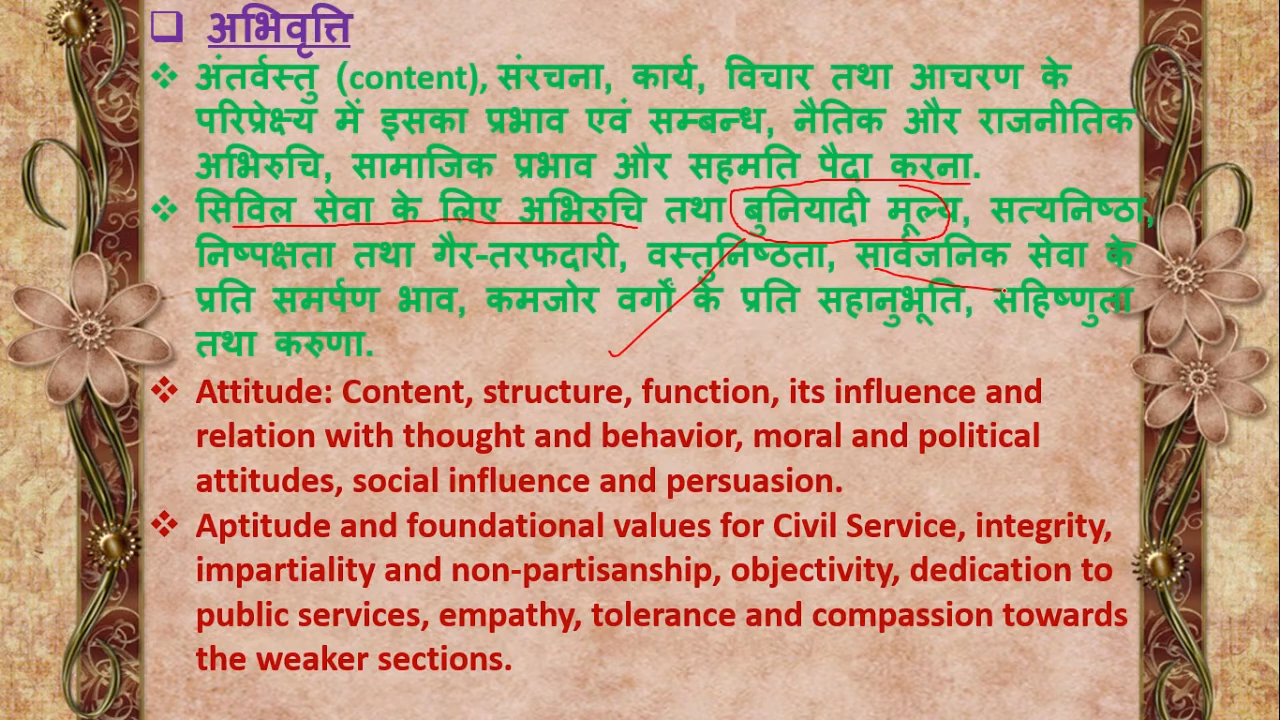 अभिवृत्ति
अंतर्वस्तु (content), संरचना, कार्य, विचार तथा आचरण के
परिप्रेक्ष्य में इसका प्रभाव एवं सम्बन्ध, नैतिक और राजनीतिक
अभिरुचि, सामाजिक प्रभाव और सहमति पैदा करना.
सिविल सेवा के लिए अभिरुचि तथा बुनियादी मूल्य, सत्यनिष्ठा,
निष्पक्षता तथा गैर-तरफदारी, वस्तुनिष्ठता, सार्वजनिक सेवा के
प्रति समर्पण भाव, कमजोर वर्गों के प्रति सहानुभूति, सहिष्णुता
तथा करुणा.
Attitude: Content, structure, function, its influence and
relation with thought and behavior, moral and political
attitudes, social influence and persuasion.
Aptitude and foundational values for Civil Service, integrity,
impartiality and non-partisanship, objectivity, dedication to
public services, empathy, tolerance and compassion towards
the weaker sections.